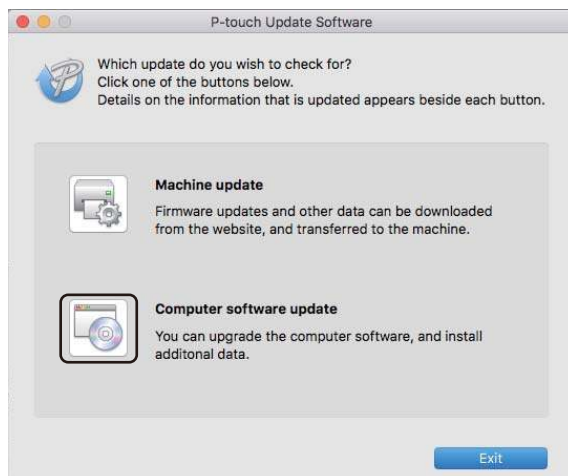 P-touch Update Software
Which update do you wish to check for?
Click one of the buttons below.
Details on the information that is updated appears beside each button.
Machine update
Firmware updates and other data can be downloaded
from the website, and transferred to the machine.
Computer software update
You can upgrade the computer software, and install
additonal data.
Exit